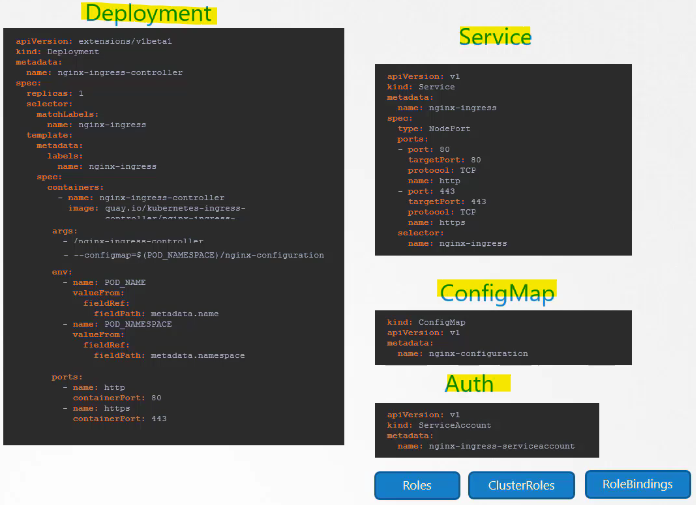 Deployment
apiVersion: extensions/v1beta1
kind: Deployment
metadata:
  name: nginx-ingress-controller
spec:
  replicas: 1
  selector:
    matchLabels:
      name: nginx-ingress
  template:
    metadata:
      labels:
        name: nginx-ingress
    spec:
      containers:
        - name: nginx-ingress-controller
          image: quay.io/kubernetes-ingress-
                 controller/nginx-ingress-
      args:
        - /nginx-ingress-controller
        - --configmap=$(POD_NAMESPACE)/nginx-configuration
      env:
        - name: POD_NAME
          valueFrom:
            fieldRef:
              fieldPath: metadata.name
        - name: POD_NAMESPACE
          valueFrom:
            fieldRef:
              fieldPath: metadata.namespace
      ports:
        - name: http
          containerPort: 80
        - name: https
          containerPort: 443
Service
apiVersion: v1
kind: Service
metadata:
  name: nginx-ingress
spec:
  type: NodePort
  ports:
  - port: 80
    targetPort: 80
    protocol: TCP
    name: http
  - port: 443
    targetPort: 443
    protocol: TCP
    name: https
  selector:
    name: nginx-ingress
ConfigMap
kind: ConfigMap
apiVersion: v1
metadata:
  name: nginx-configuration
Auth
apiVersion: v1
kind: ServiceAccount
metadata:
  name: nginx-ingress-serviceaccount
Roles
ClusterRoles
RoleBindings